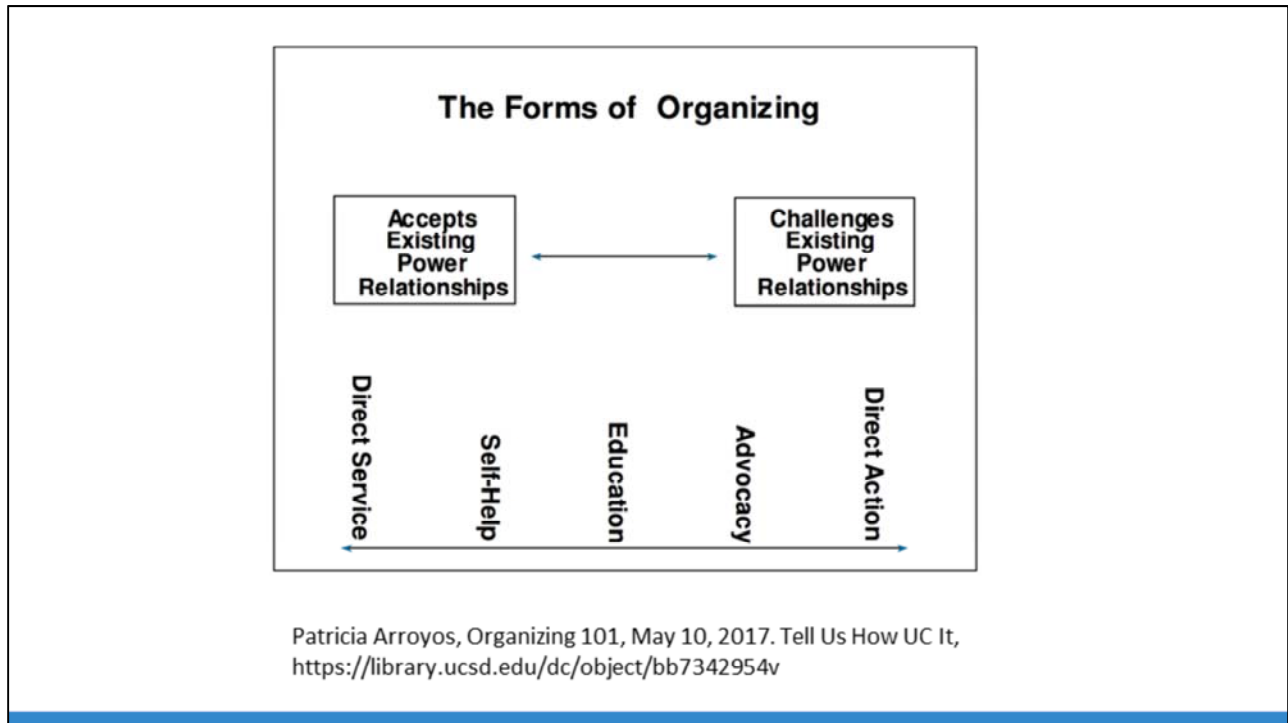 The Forms of Organizing
Accepts
Existing
Power
Relationships
Challenges
Existing
Power
Relationships
Direct Service
Self-Help
Education
Advocacy
Direct Action
Patricia Arroyos, Organizing 101, May 10, 2017. Tell Us How UC It,
https://library.ucsd.edu/dc/object/bb7342954v